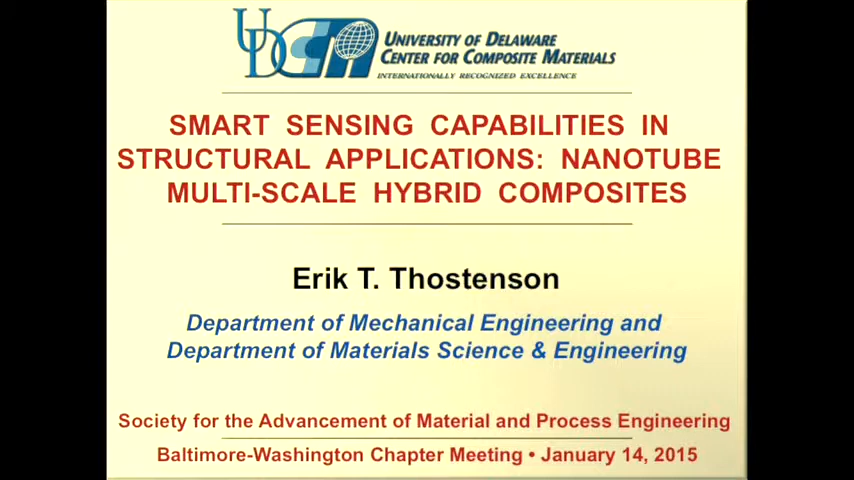 UD CCM
UNIVERSITY OF DELAWARE
CENTER FOR COMPOSITE MATERIALS
INTERNATIONALLY RECOGNIZED EXCELLENCE
SMART SENSING CAPABILITIES IN
STRUCTURAL APPLICATIONS: NANOTUBE
MULTI-SCALE HYBRID COMPOSITES
Erik T. Thostenson
Department of Mechanical Engineering and
Department of Materials Science & Engineering
Society for the Advancement of Material and Process Engineering
Baltimore-Washington Chapter Meeting • January 14, 2015